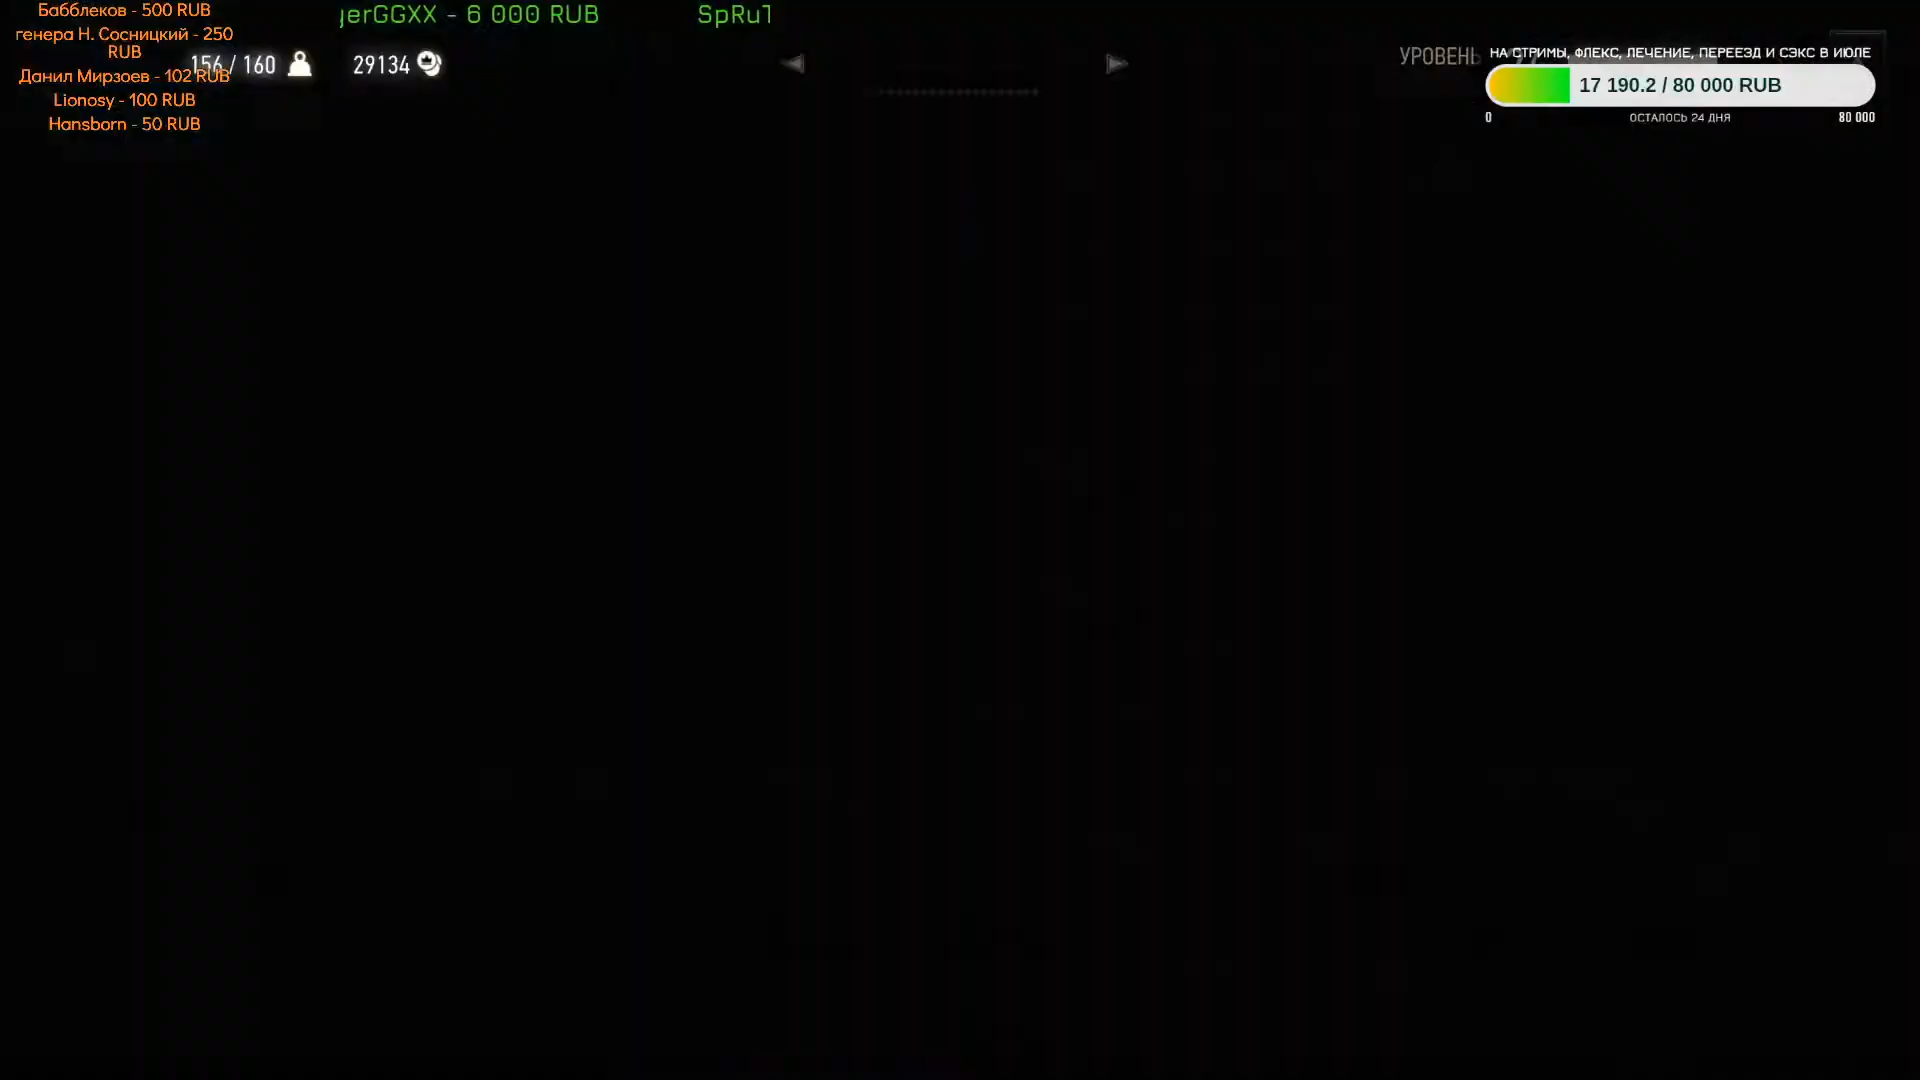 Бабблеков - 500 RUB
генера Н. Сосницкий - 250
RUB
Данил Мирзоев - 102 RUB
Lionosy - 100 RUB
Hansborn - 50 RUB
gerGGXX - 6 000 RUB SpRuT
156 / 160
29134
УРОВЕНЬ
НА СТРИМЫ, ФЛЕКС, ЛЕЧЕНИЕ, ПЕРЕЕЗД И СЭКС В ИЮЛЕ
17 190.2 / 80 000 RUB
0 ОСТАЛОСЬ 24 ДНЯ 80 000